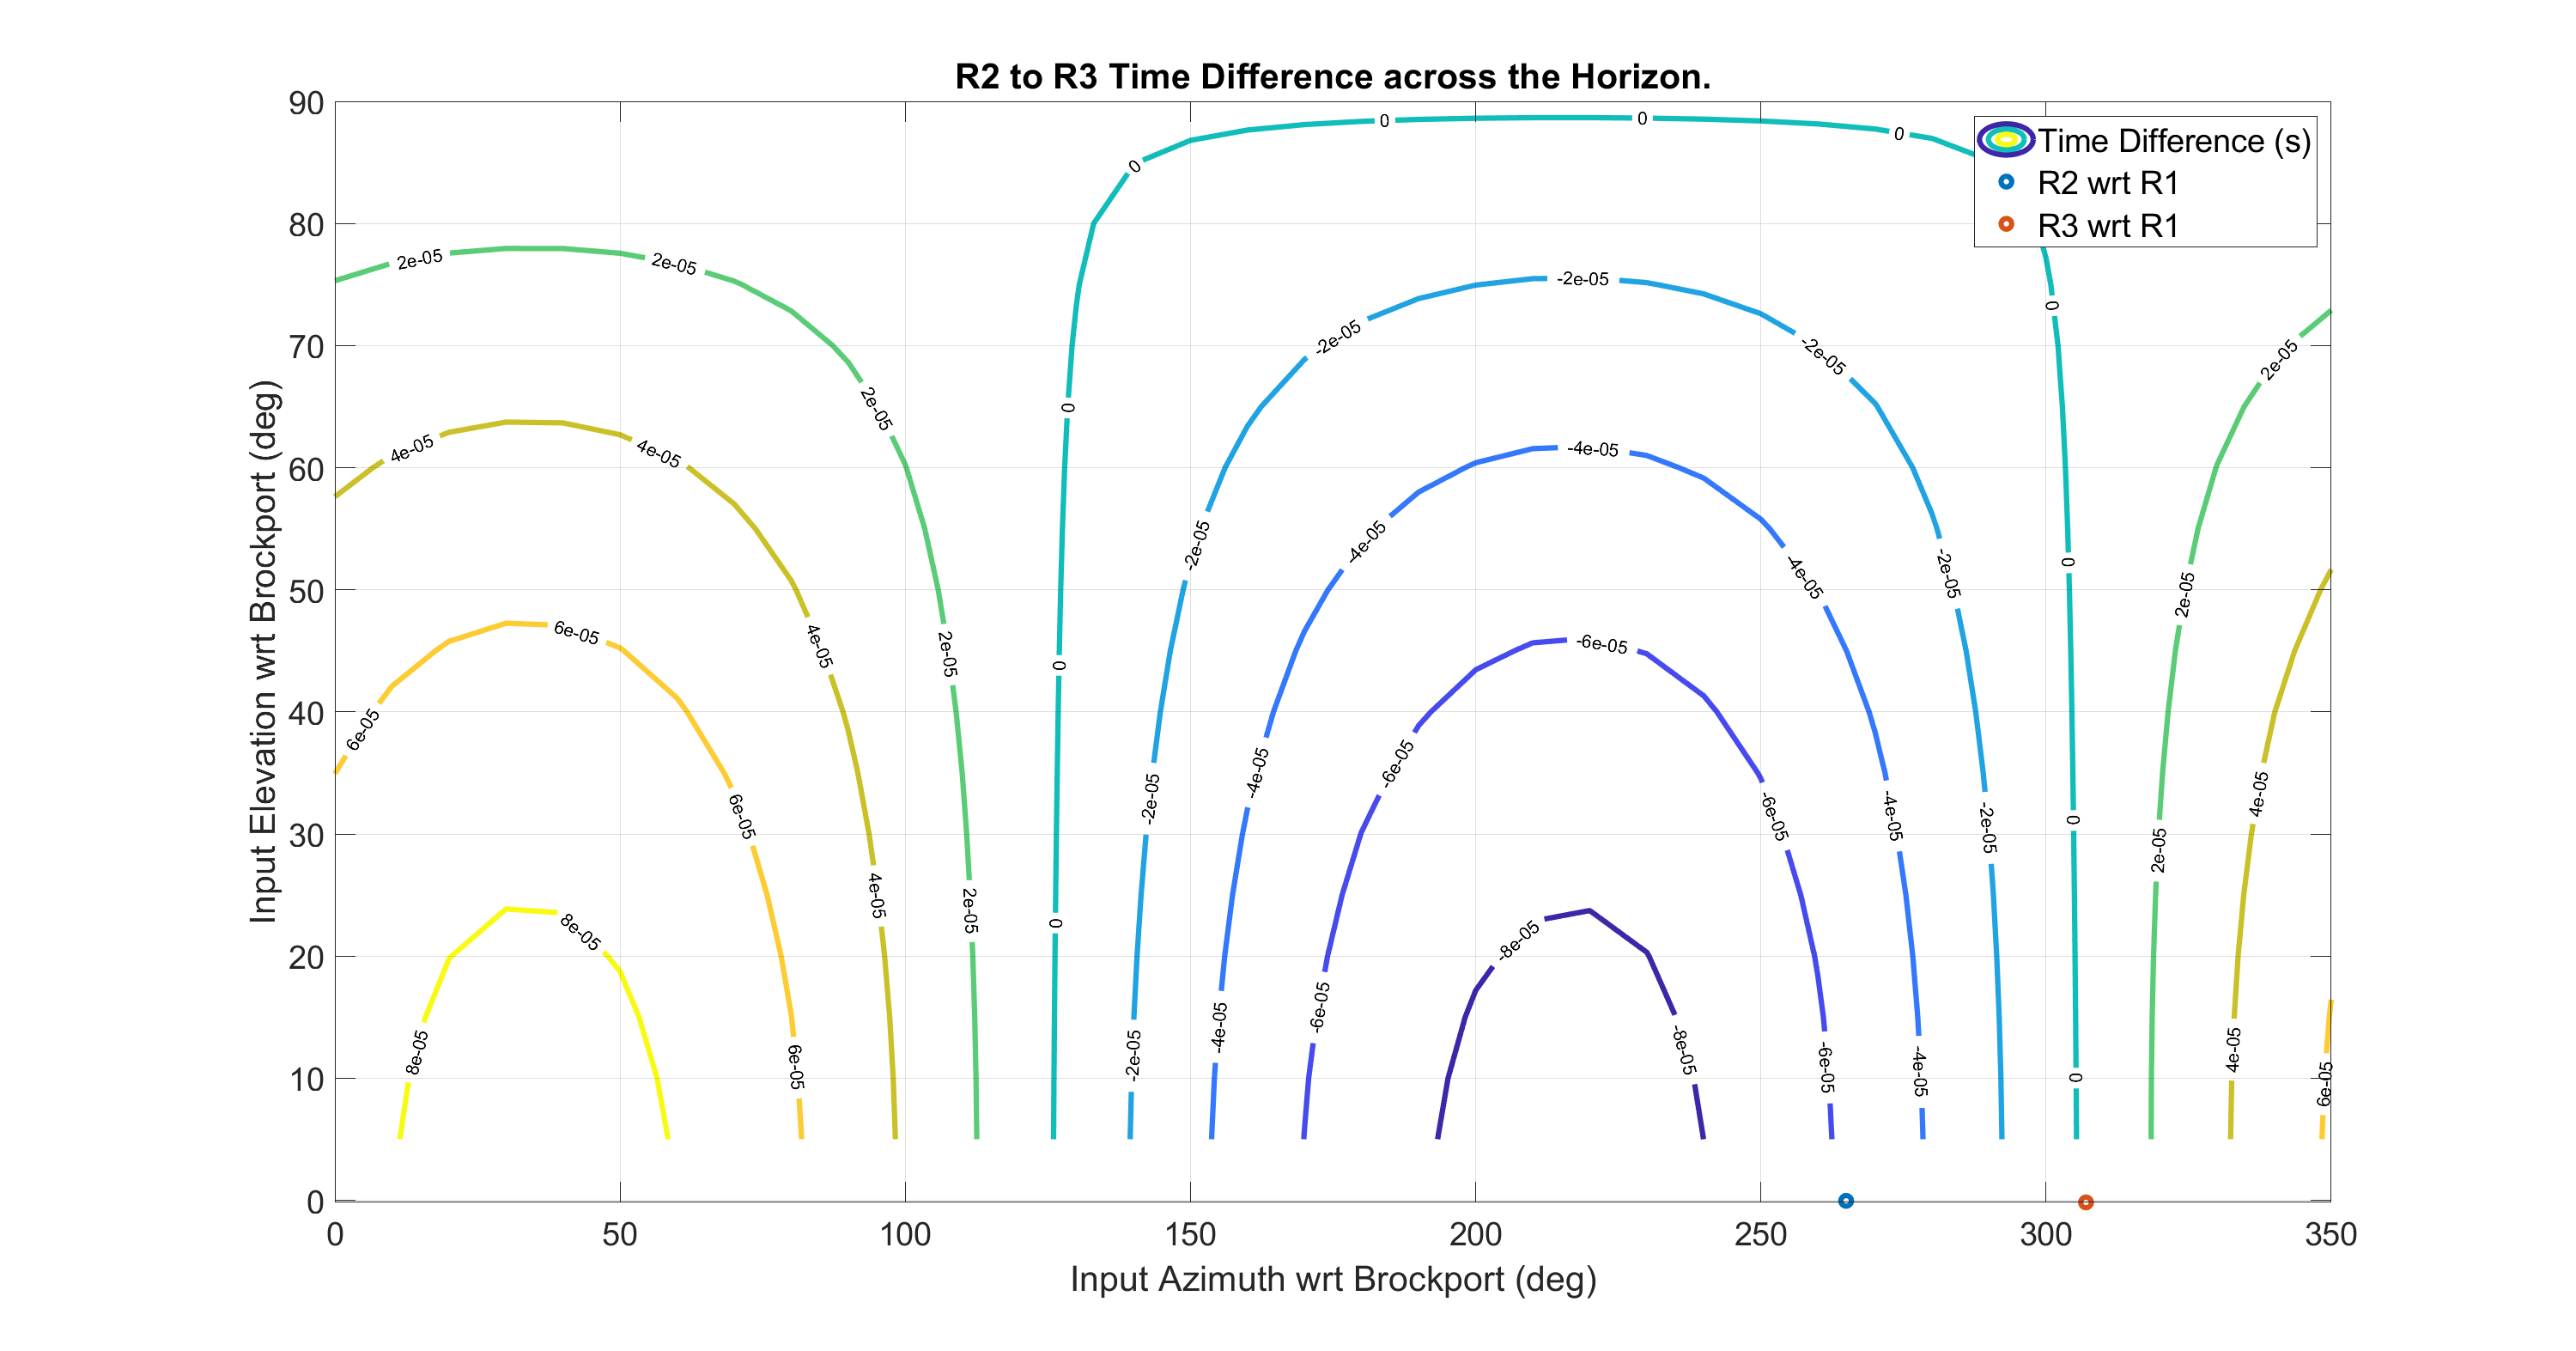 R2 to R3 Time Difference across the Horizon.
Time Difference (s)
R2 wrt R1
R3 wrt R1
Input Elevation wrt Brockport (deg)
90
80
70
60
50
40
30
20
10
0
0 0 0 0
2e-05 2e-05 -2e-05 0
-2e-05 -2e-05 2e-05
2e-05 0
4e-05 4e-05 -4e-05
-2e-05 -4e-05 -4e-05 -2e-05 0 2e-05
6e-05 4e-05 2e-05 0 -6e-05
6e-05 -6e-05
6e-05 -2e-05 -4e-05 -6e-05 -4e-05 -2e-05 0 2e-05 4e-05
8e-05 4e-05 2e-05 0 -8e-05
8e-05 6e-05 -2e-05 -4e-05 -6e-05 -8e-05 -6e-05 -4e-05 0 4e-05 6e-05
0 50 100 150 200 250 300 350
Input Azimuth wrt Brockport (deg)